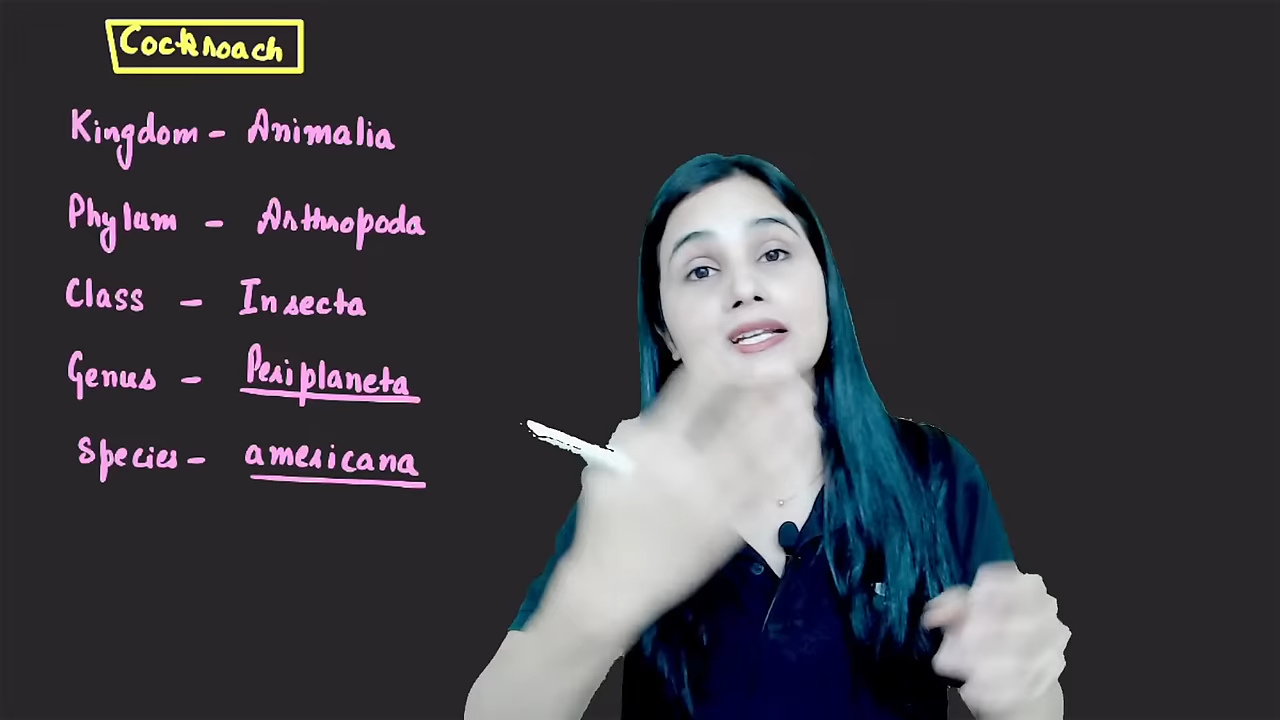 Cockroach
Kingdom - Animalia
Phylum - Arthropoda
Class - Insecta
Genus - Periplaneta
Species - americana